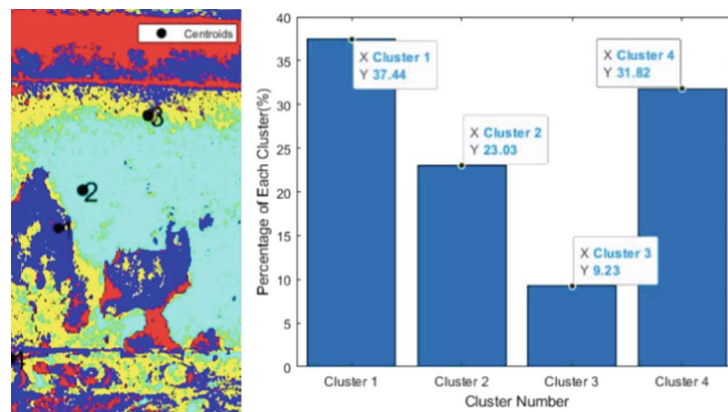 Centroids
3
2
1
4
40
35
30
25
20
15
10
5
0
Percentage of Each Cluster(%)
X Cluster 1
Y 37.44
X Cluster 2
Y 23.03
X Cluster 3
Y 9.23
X Cluster 4
Y 31.82
Cluster 1 Cluster 2 Cluster 3 Cluster 4
Cluster Number